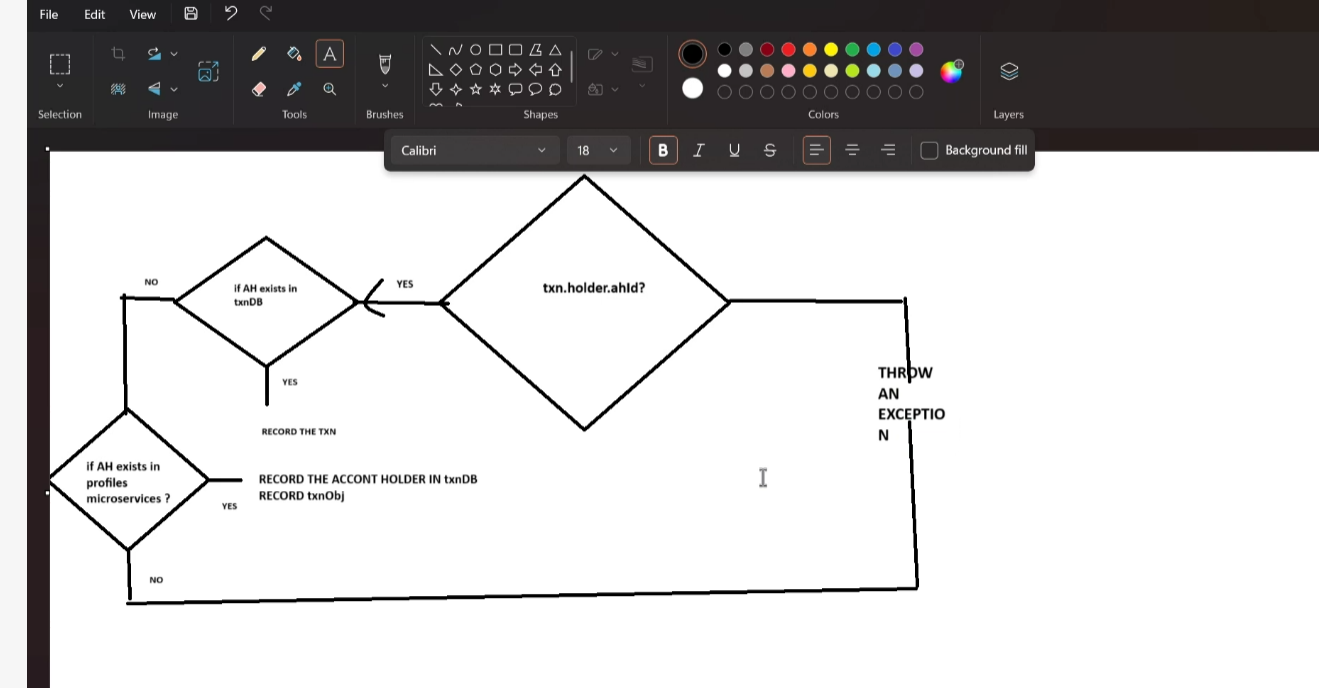 File Edit View
Selection
Image
Tools
Brushes
Shapes
Colors
Layers
A
Calibri
18
B I U S
Background fill
NO
if AH exists in
txnDB
YES
txn.holder.ahId?
YES
RECORD THE TXN
THROW
AN
EXCEPTIO
N
if AH exists in
profiles
microservices ?
YES
RECORD THE ACCONT HOLDER IN txnDB
RECORD txnObj
NO